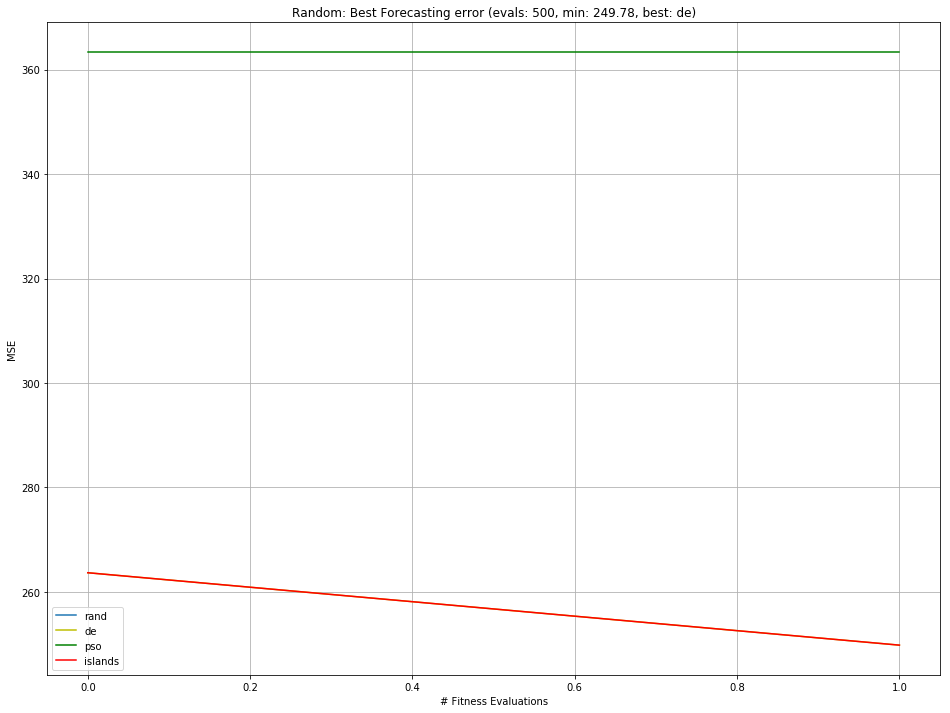 Random: Best Forecasting error (evals: 500, min: 249.78, best: de)
360
340
320
300
280
260
MSE
rand
de
pso
islands
0.0 0.2 0.4 0.6 0.8 1.0
# Fitness Evaluations